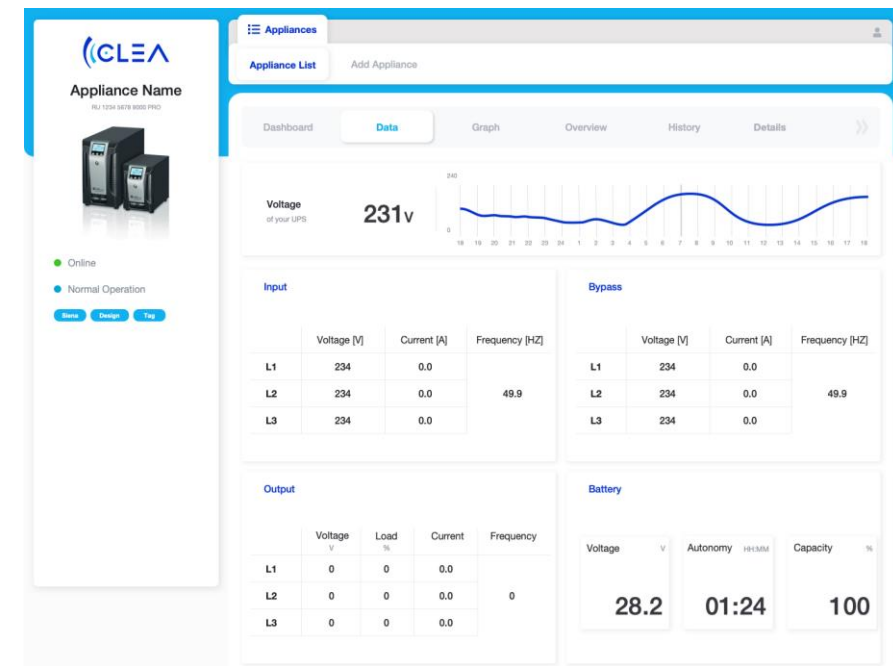 Appliances
CLEA
Appliance List Add Appliance
Appliance Name
RU 1234 5678 9000 PRO
Dashboard Data Graph Overview History Details
Voltage
of your UPS
231V
240
0
18 19 20 21 22 23 24 1 2 3 4 5 6 7 8 9 10 11 12 13 14 15 16 17 18
Online
Normal Operation
Siena Design Tag
Input
Voltage [V] Current [A] Frequency [HZ]
L1 234 0.0
L2 234 0.0 49.9
L3 234 0.0
Bypass
Voltage [V] Current [A] Frequency [HZ]
L1 234 0.0
L2 234 0.0 49.9
L3 234 0.0
Output
Voltage Load Current Frequency
V %
L1 0 0 0.0
L2 0 0 0.0 0
L3 0 0 0.0
Battery
Voltage V Autonomy HH:MM Capacity %
28.2 01:24 100